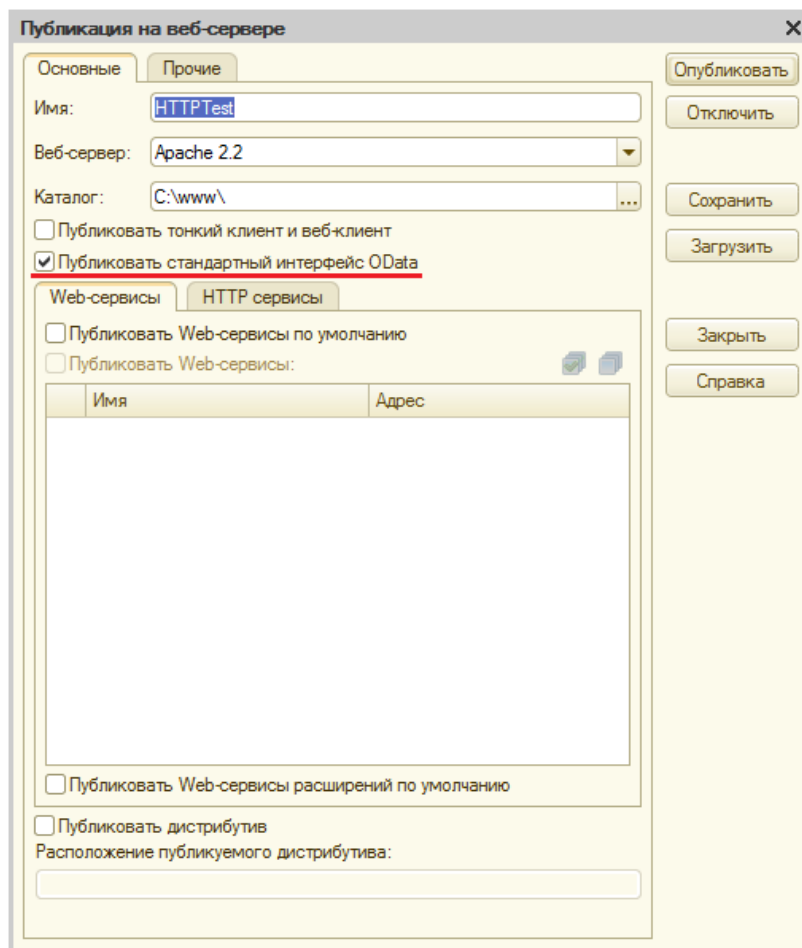 Публикация на веб-сервере
Основные Прочие
Опубликовать
Имя: HTTPTest
Отключить
Веб-сервер: Apache 2.2
Каталог: C:\www\ ...
Сохранить
Публиковать тонкий клиент и веб-клиент
Загрузить
Публиковать стандартный интерфейс OData
Web-сервисы HTTP сервисы
Публиковать Web-сервисы по умолчанию
Закрыть
Публиковать Web-сервисы:
Справка
Имя Адрес
Публиковать Web-сервисы расширений по умолчанию
Публиковать дистрибутив
Расположение публикуемого дистрибутива: